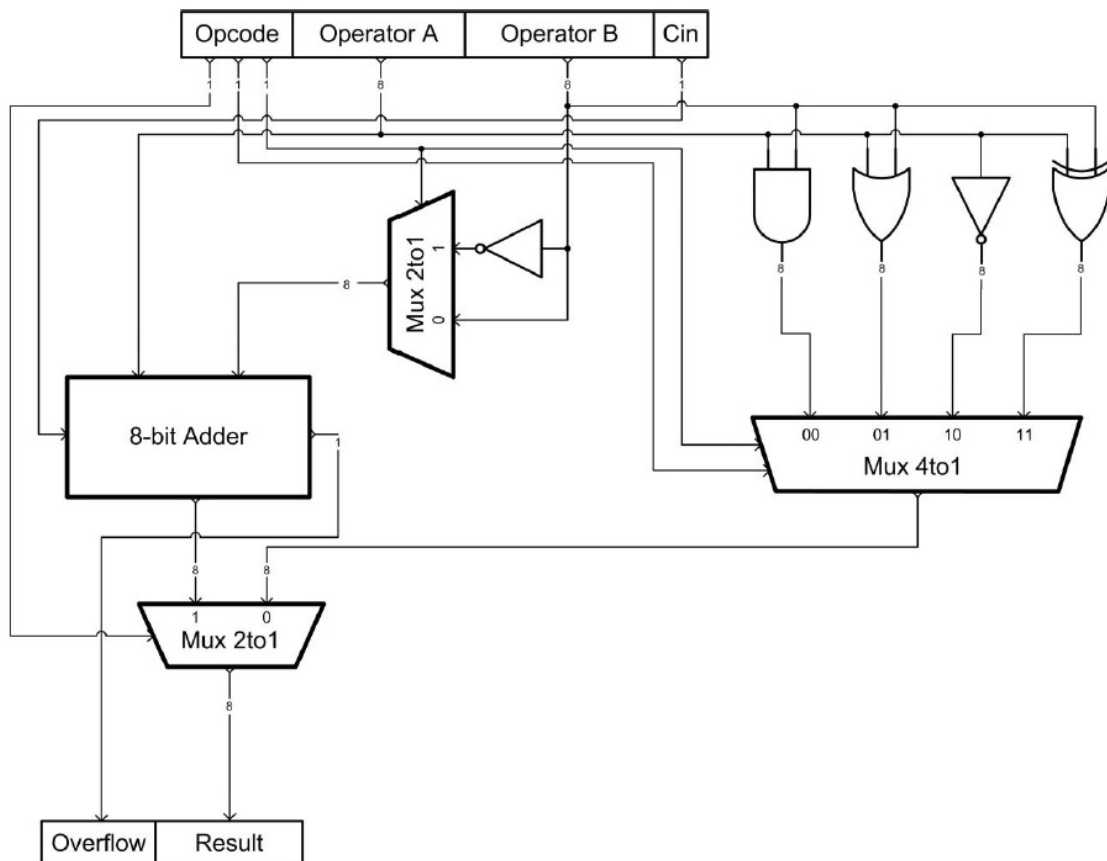 Opcode Operator A Operator B Cin
1 1 1 8 8 1
Mux 2to1
1
0
8
8 8 8 8
8-bit Adder
1
00 01 10 11
Mux 4to1
8 8
1 0
Mux 2to1
8
Overflow Result